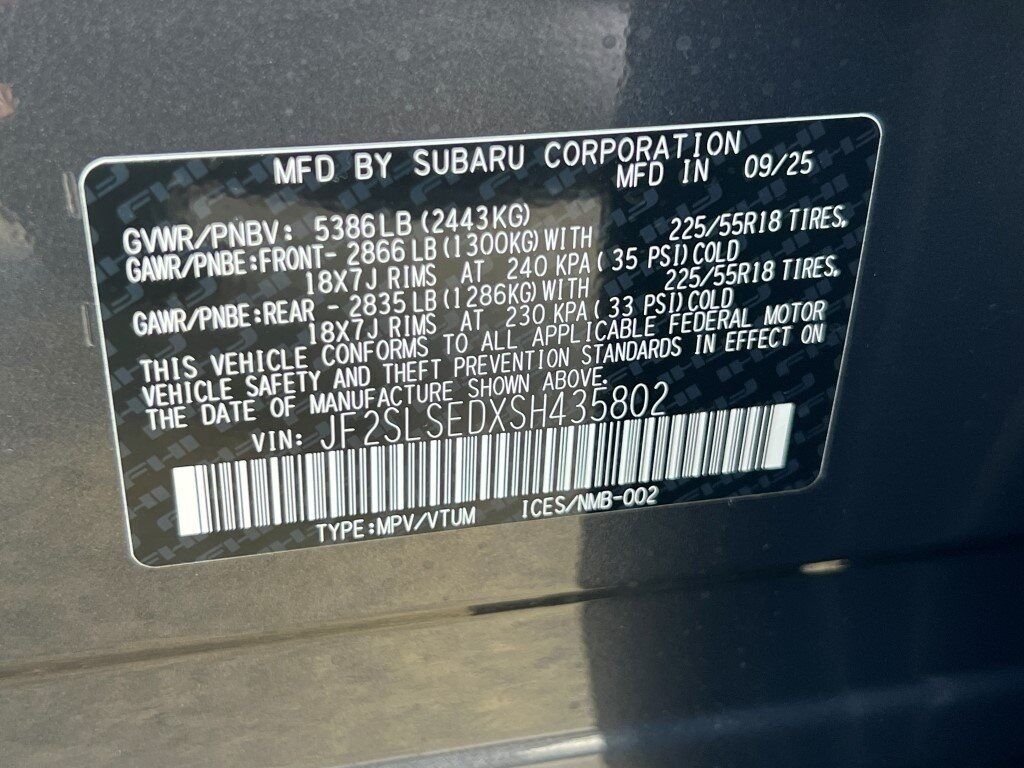 MFD BY SUBARU CORPORATION
MFD IN 09/25
GVWR/PNBV: 5386LB (2443KG)
GAWR/PNBE:FRONT- 2866LB (1300KG)WITH 225/55R18 TIRES,
18X7J RIMS AT 240 KPA( 35 PSI)COLD
GAWR/PNBE:REAR - 2835LB (1286KG)WITH 225/55R18 TIRES,
18X7J RIMS AT 230 KPA( 33 PSI)COLD
THIS VEHICLE CONFORMS TO ALL APPLICABLE FEDERAL MOTOR
VEHICLE SAFETY AND THEFT PREVENTION STANDARDS IN EFFECT ON
THE DATE OF MANUFACTURE SHOWN ABOVE.
VIN: JF2SLSEDXSH435802
TYPE:MPV/VTUM ICES/NMB-002